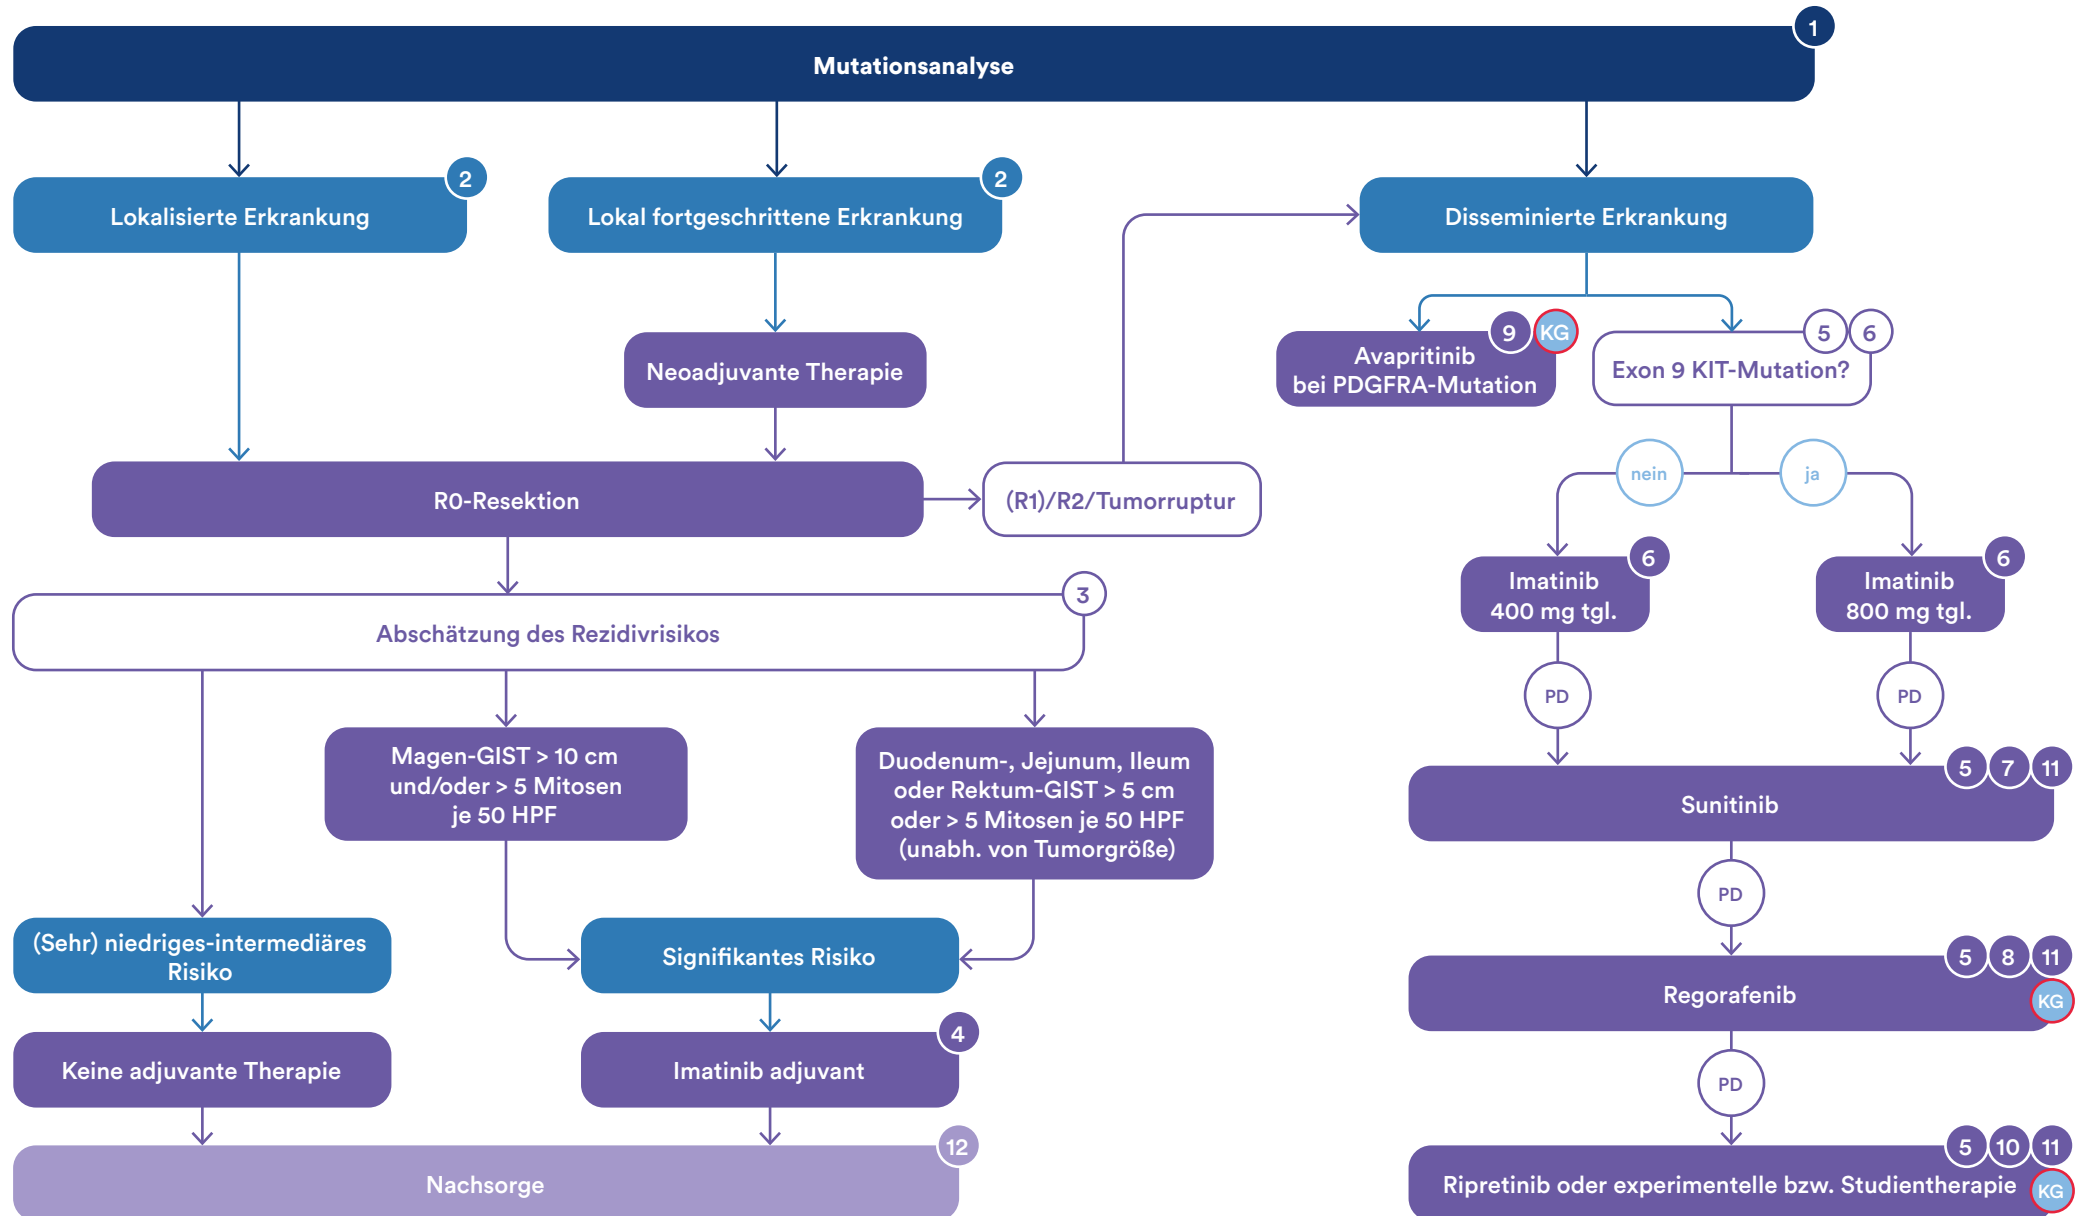 1
Mutationsanalyse
2
Lokalisierte Erkrankung
2
Lokal fortgeschrittene Erkrankung
Disseminierte Erkrankung
Neoadjuvante Therapie
9
KG
Avapritinib
bei PDGFRA-Mutation
5
6
Exon 9 KIT-Mutation?
nein
ja
R0-Resektion
(R1)/R2/Tumorruptur
6
Imatinib
400 mg tgl.
6
Imatinib
800 mg tgl.
3
Abschätzung des Rezidivrisikos
PD
PD
Magen-GIST > 10 cm
und/oder > 5 Mitosen
je 50 HPF
Duodenum-, Jejunum, Ileum
oder Rektum-GIST > 5 cm
oder > 5 Mitosen je 50 HPF
(unabh. von Tumorgröße)
5
7
11
Sunitinib
PD
(Sehr) niedriges-intermediäres
Risiko
Signifikantes Risiko
5
8
11
Regorafenib
KG
Keine adjuvante Therapie
4
Imatinib adjuvant
PD
12
Nachsorge
5
10
11
Ripretinib oder experimentelle bzw. Studientherapie
KG